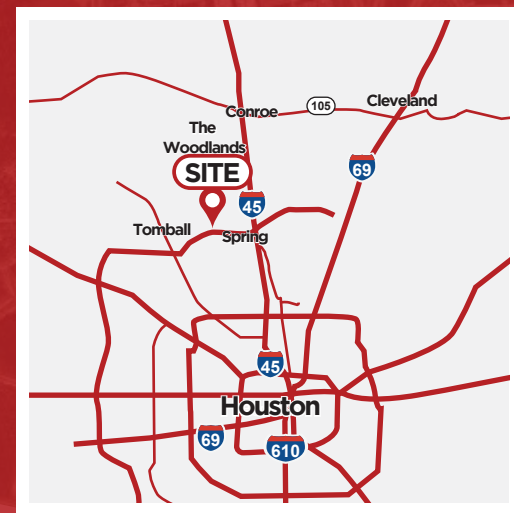 105
Cleveland
Conroe
The
Woodlands
SITE
69
45
Tomball
Spring
45
Houston
69
610